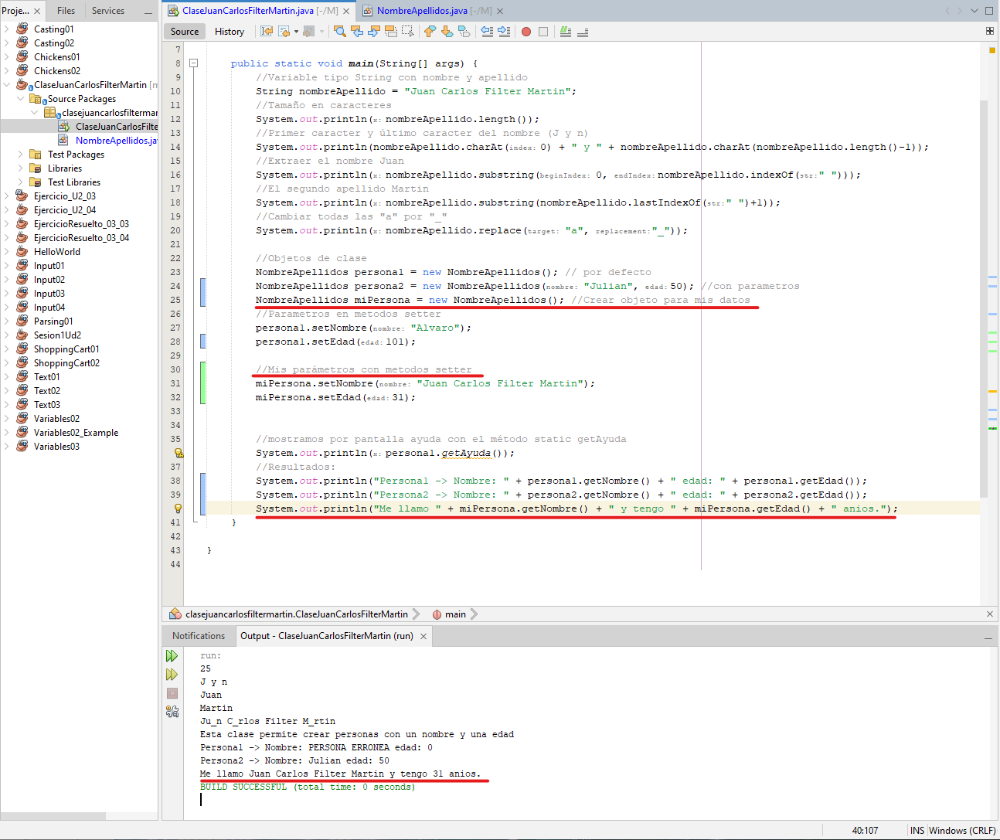 Proje...
Files
Services
Casting01
Casting02
Chickens01
Chickens02
ClaseJuanCarlosFilterMartin [m
Source Packages
clasejuancarlosfiltermar
ClaseJuanCarlosFilte
NombreApellidos.ja
Test Packages
Libraries
Test Libraries
Ejercicio_U2_03
Ejercicio_U2_04
EjercicioResuelto_03_03
EjercicioResuelto_03_04
HelloWorld
Input01
Input02
Input03
Input04
Parsing01
Sesion1Ud2
ShoppingCart01
ShoppingCart02
Text01
Text02
Text03
Variables02
Variables02_Example
Variables03
ClaseJuanCarlosFilterMartin.java [-/M]
NombreApellidos.java [-/M]
Source
History
7
8 public static void main(String[] args) {
9 //Variable tipo String con nombre y apellido
10 String nombreApellido = "Juan Carlos Filter Martin";
11 //Tamaño en caracteres
12 System.out.println(x: nombreApellido.length());
13 //Primer caracter y último caracter del nombre (J y n)
14 System.out.println(nombreApellido.charAt(index: 0) + " y " + nombreApellido.charAt(nombreApellido.length()-1));
15 //Extraer el nombre Juan
16 System.out.println(x: nombreApellido.substring(beginIndex: 0, endIndex: nombreApellido.indexOf(str: " ")));
17 //El segundo apellido Martin
18 System.out.println(x: nombreApellido.substring(nombreApellido.lastIndexOf(str: " ")+1));
19 //Cambiar todas las "a" por "_"
20 System.out.println(x: nombreApellido.replace(target: "a", replacement: "_"));
21
22 //Objetos de clase
23 NombreApellidos persona1 = new NombreApellidos(); // por defecto
24 NombreApellidos persona2 = new NombreApellidos(nombre: "Julian", edad: 50); //con parametros
25 NombreApellidos miPersona = new NombreApellidos(); //Crear objeto para mis datos
26 //Parametros en metodos setter
27 persona1.setNombre(nombre: "Alvaro");
28 persona1.setEdad(edad: 101);
29
30 //Mis parámetros con metodos setter
31 miPersona.setNombre(nombre: "Juan Carlos Filter Martin");
32 miPersona.setEdad(edad: 31);
33
34
35 //mostramos por pantalla ayuda con el método static getAyuda
System.out.println(x: persona1.getAyuda());
37 //Resultados:
38 System.out.println("Persona1 -> Nombre: " + persona1.getNombre() + " edad: " + persona1.getEdad());
39 System.out.println("Persona2 -> Nombre: " + persona2.getNombre() + " edad: " + persona2.getEdad());
System.out.println("Me llamo " + miPersona.getNombre() + " y tengo " + miPersona.getEdad() + " anios.");
41 }
42
43 }
44
clasejuancarlosfiltermartin.ClaseJuanCarlosFilterMartin
main
Notifications
Output - ClaseJuanCarlosFilterMartin (run)
run:
25
J y n
Juan
Martin
Ju_n C_rlos Filter M_rtin
Esta clase permite crear personas con un nombre y una edad
Persona1 -> Nombre: PERSONA ERRONEA edad: 0
Persona2 -> Nombre: Julian edad: 50
Me llamo Juan Carlos Filter Martin y tengo 31 anios.
BUILD SUCCESSFUL (total time: 0 seconds)
40:107
INS
Windows (CRLF)